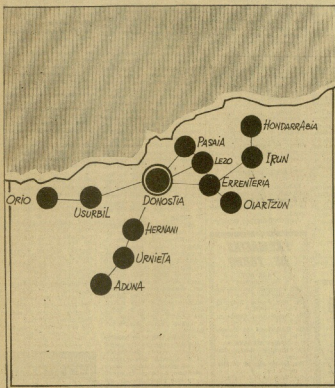 HONDARRABIA
PASAIA
LEZO
IRUN
ERRENTERIA
ORIO
USURBIL
DONOSTIA
OIARTZUN
HERNANI
URNIETA
ADUNA